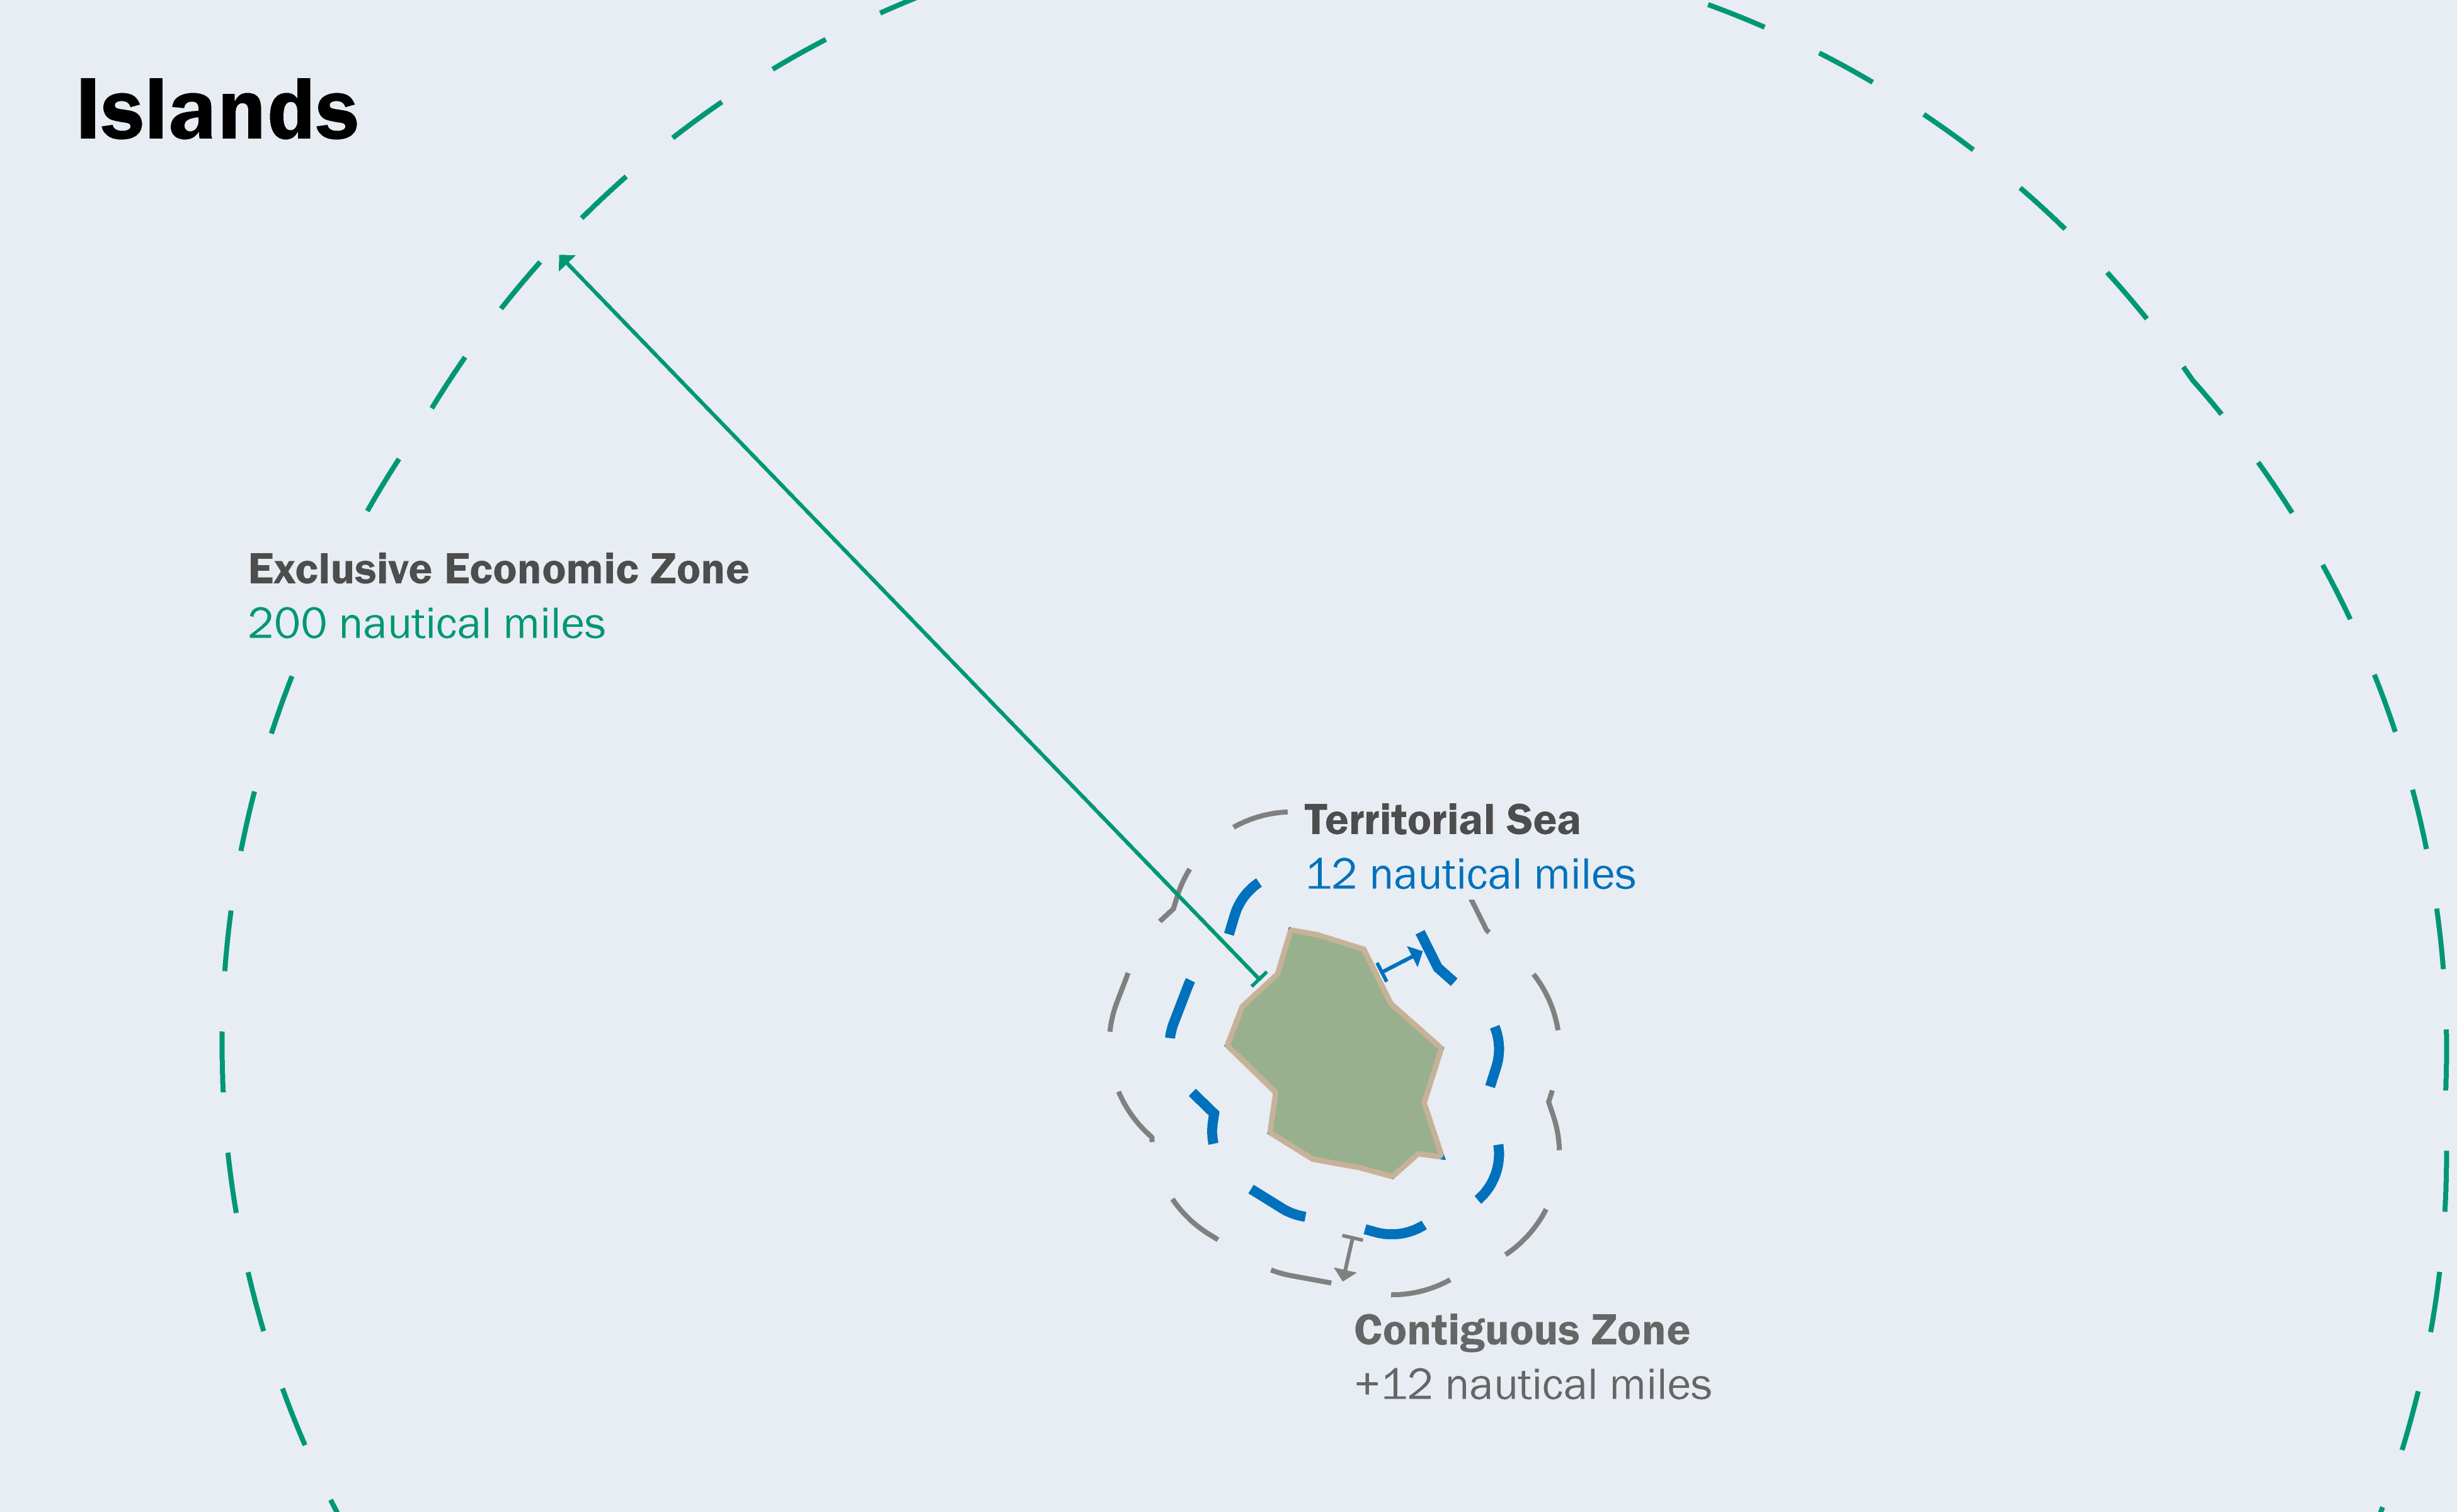 Islands
Exclusive Economic Zone
200 nautical miles
Territorial Sea
12 nautical miles
Contiguous Zone
+12 nautical miles